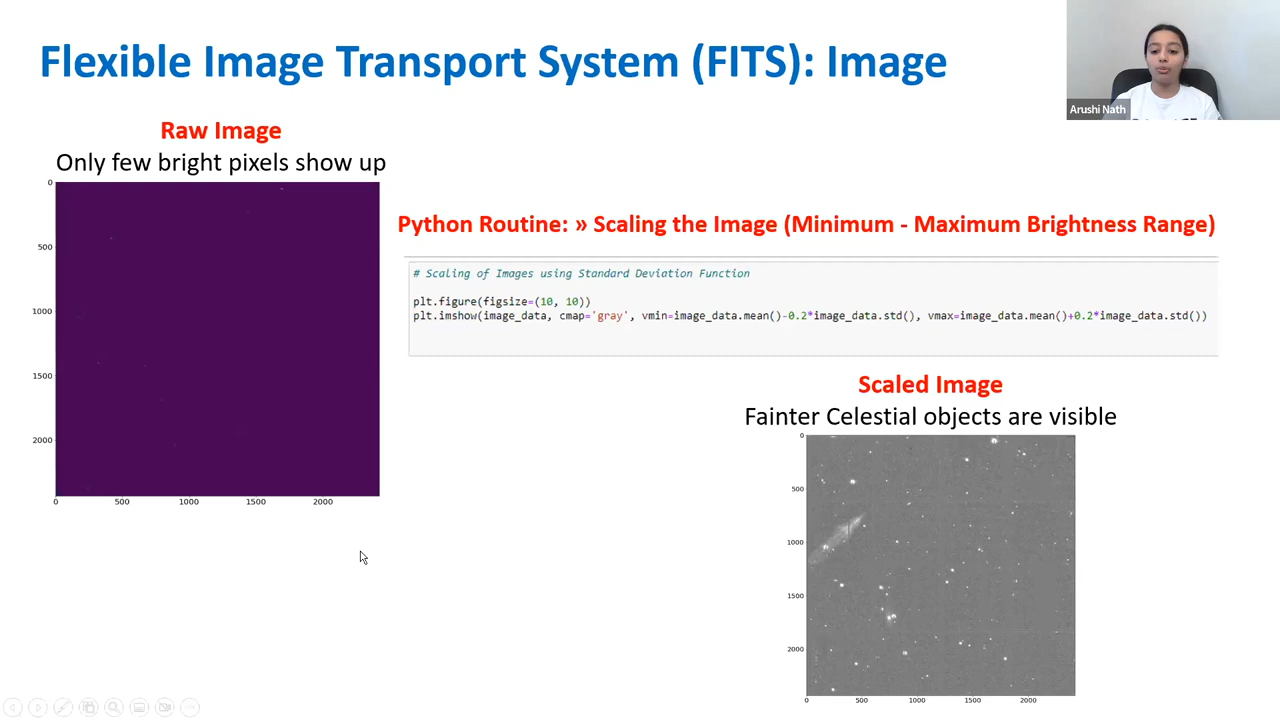 Flexible Image Transport System (FITS): Image
Arushi Nath
Raw Image
Only few bright pixels show up
0
500
1000
1500
2000
0 500 1000 1500 2000
Python Routine: » Scaling the Image (Minimum - Maximum Brightness Range)
# Scaling of Images using Standard Deviation Function
plt.figure(figsize=(10, 10))
plt.imshow(image_data, cmap='gray', vmin=image_data.mean()-0.2*image_data.std(), vmax=image_data.mean()+0.2*image_data.std())
Scaled Image
Fainter Celestial objects are visible
0
500
1000
1500
2000
0 500 1000 1500 2000